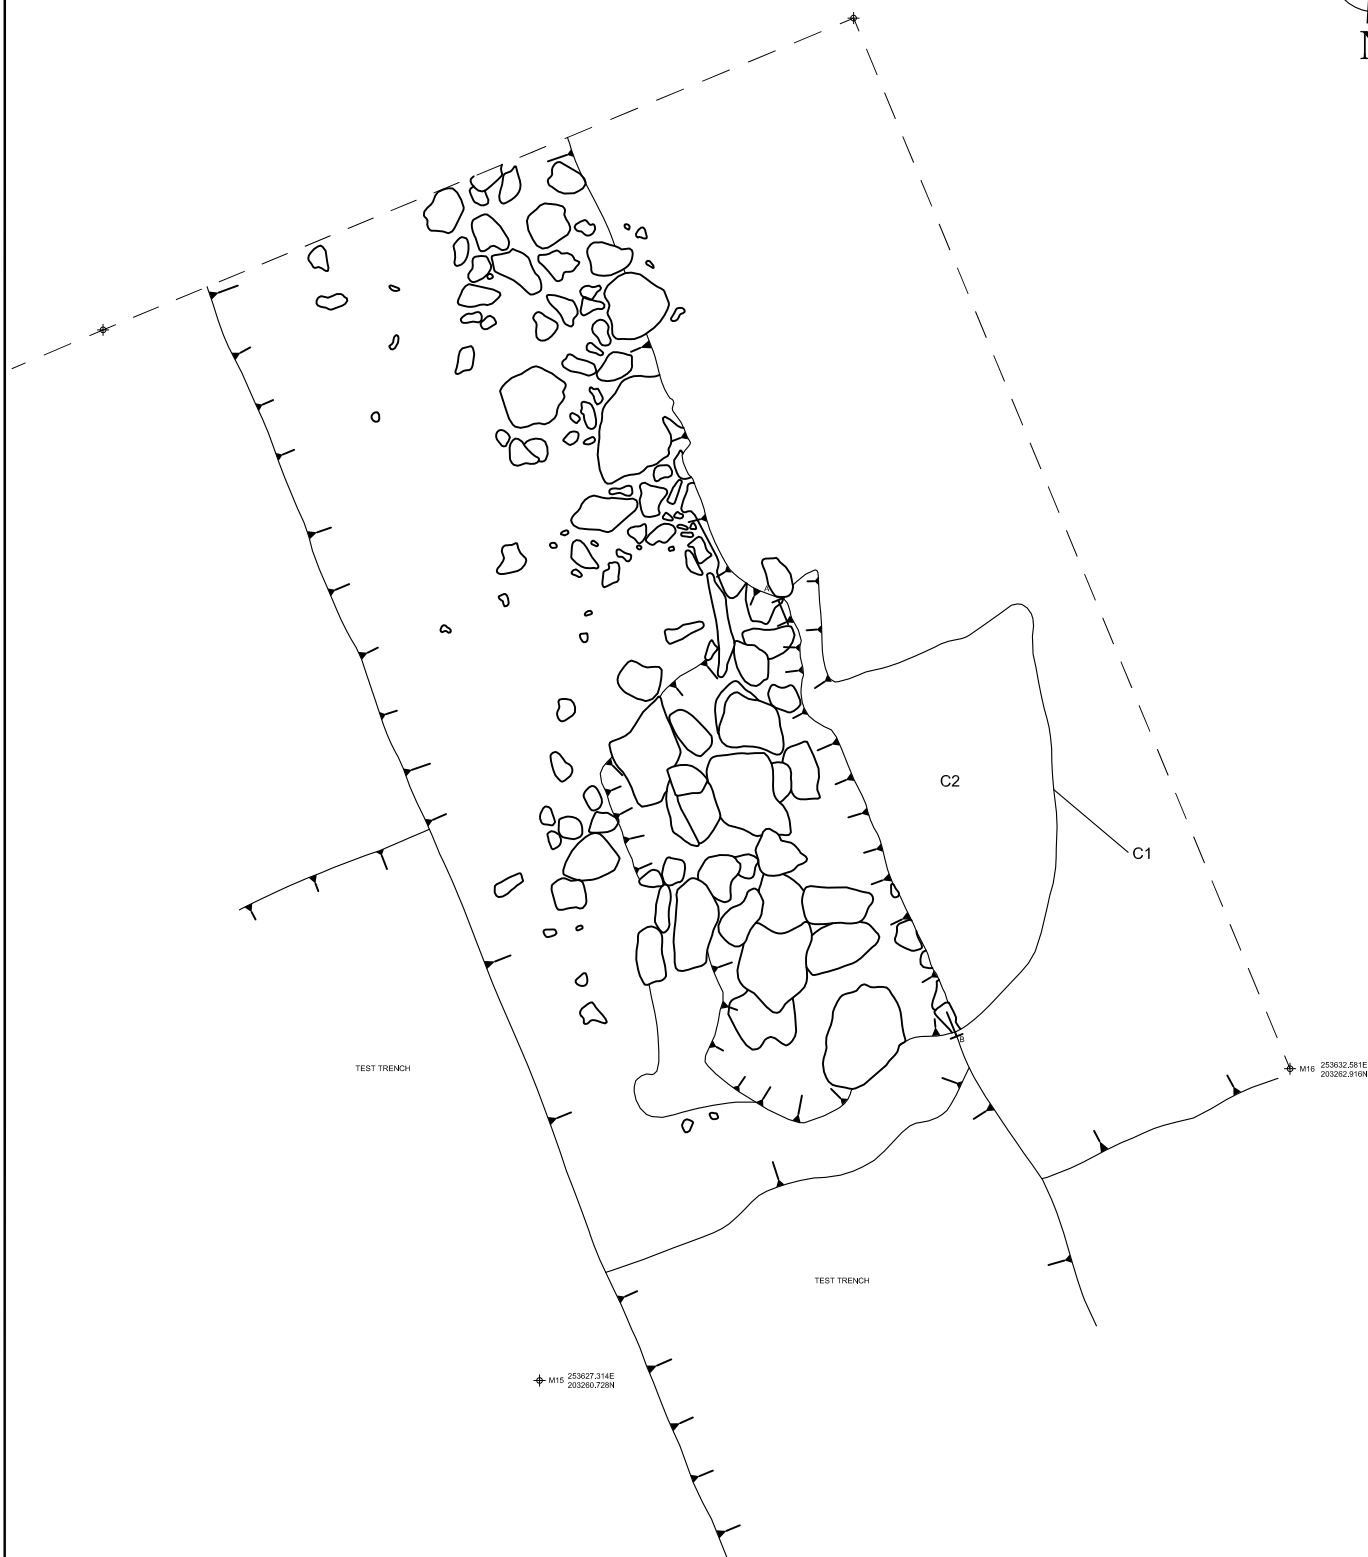 N
A
C2
C1
B
TEST TRENCH
M16 253632.581E
203262.916N
TEST TRENCH
M15 253627.314E
203260.728N